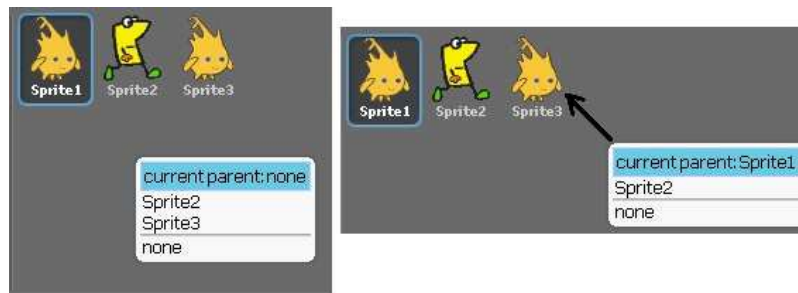 Sprite1 Sprite2 Sprite3
current parent: none
Sprite2
Sprite3
none
Sprite1 Sprite2 Sprite3
current parent: Sprite1
Sprite2
none